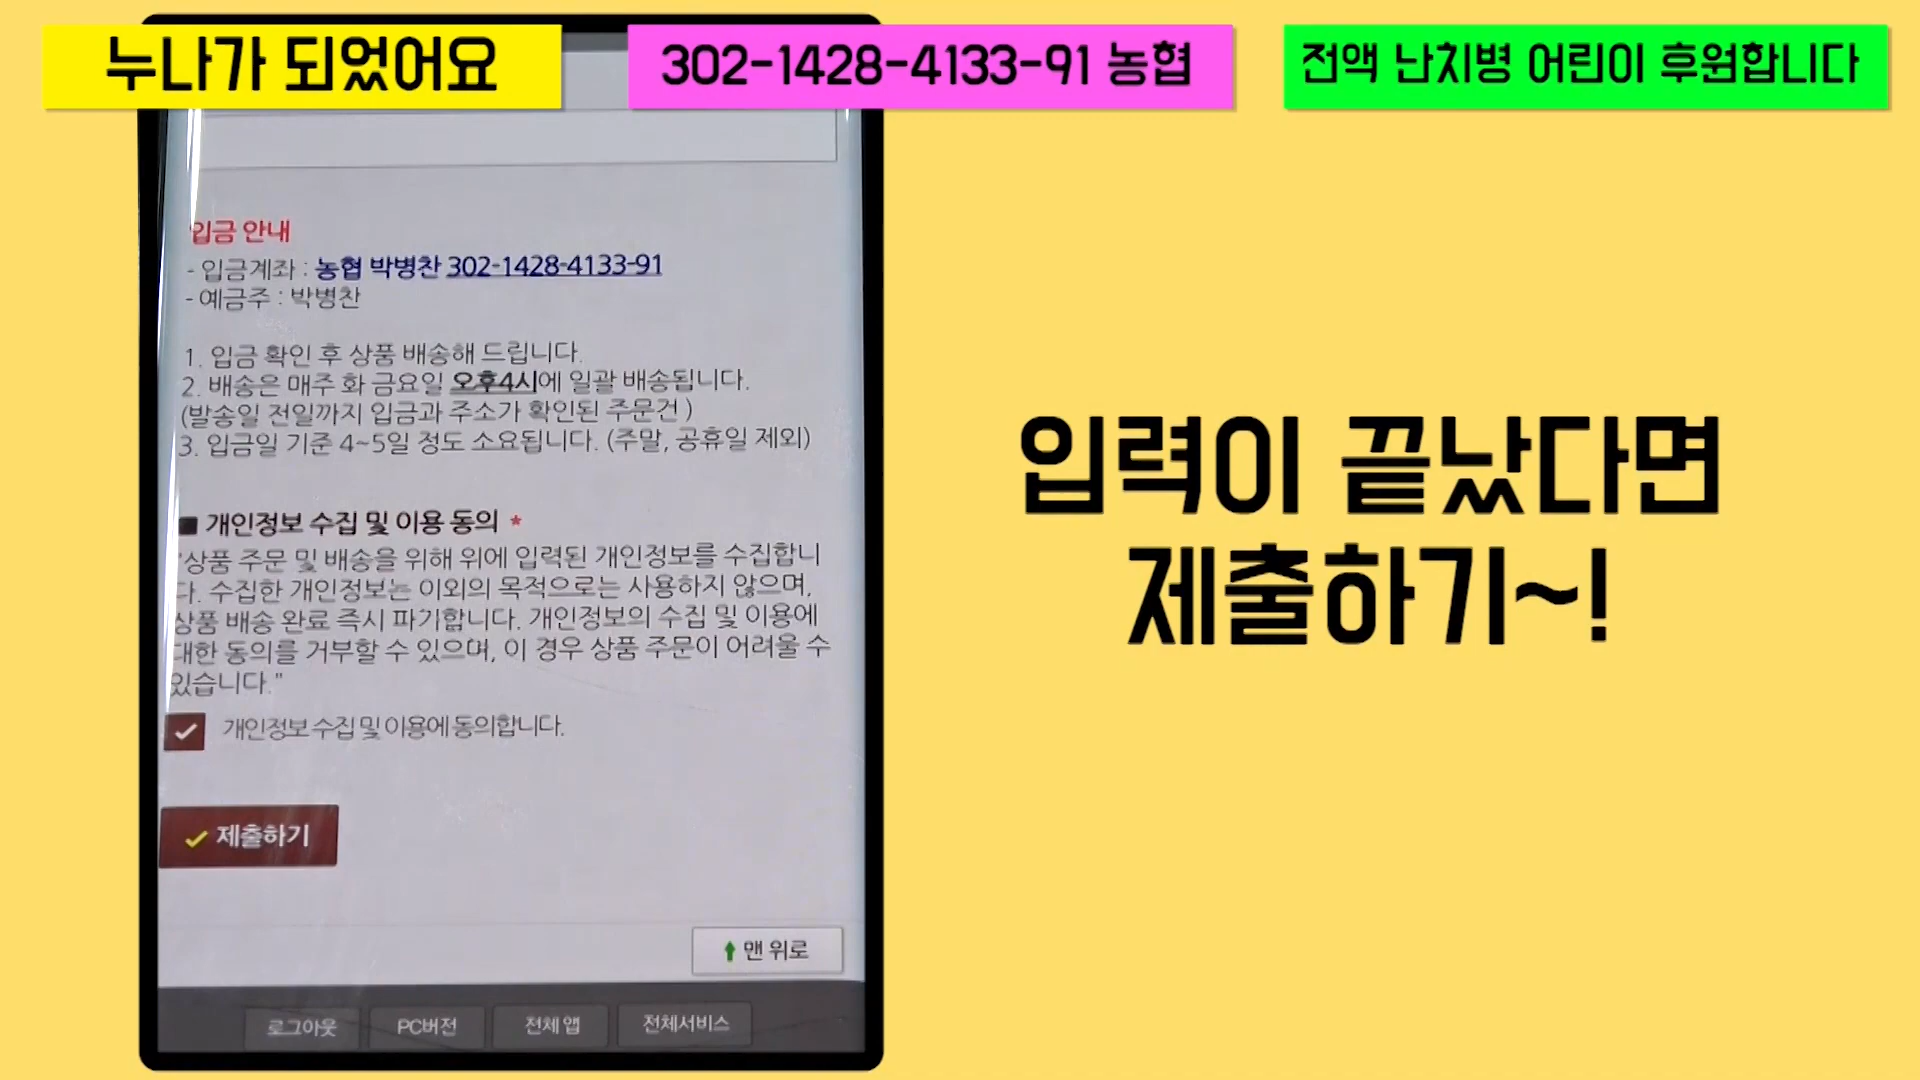 누나가 되었어요
302-1428-4133-91 농협
전액 난치병 어린이 후원합니다
입금 안내
- 입금계좌 : 농협 박병찬 302-1428-4133-91
- 예금주 : 박병찬
1. 입금 확인 후 상품 배송해 드립니다.
2. 배송은 매주 화 금요일 오후4시에 일괄 배송됩니다.
(발송일 전일까지 입금과 주소가 확인된 주문건 )
3. 입금일 기준 4~5일 정도 소요됩니다. (주말, 공휴일 제외)
■ 개인정보 수집 및 이용 동의 *
"상품 주문 및 배송을 위해 위에 입력된 개인정보를 수집합니
다. 수집한 개인정보는 이외의 목적으로는 사용하지 않으며,
상품 배송 완료 즉시 파기합니다. 개인정보의 수집 및 이용에
대한 동의를 거부할 수 있으며, 이 경우 상품 주문이 어려울 수
있습니다."
개인정보 수집 및 이용에 동의합니다.
제출하기
맨 위로
로그아웃 PC버전 전체 앱 전체서비스
입력이 끝났다면
제출하기~!